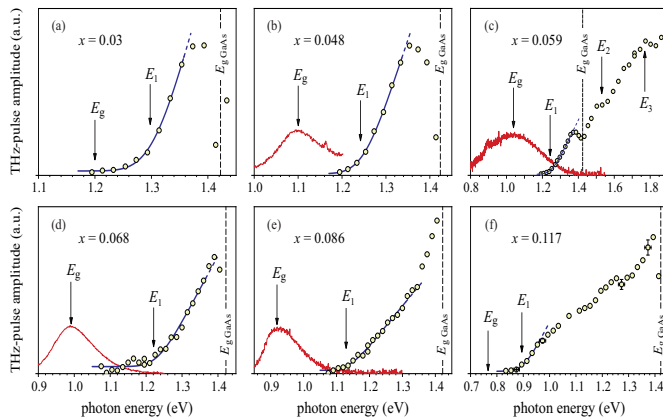 THz-pulse amplitude (a.u.)
(a)
x = 0.03
Eg
E1
Eg GaAs
1.1 1.2 1.3 1.4
(b)
x = 0.048
Eg
E1
Eg GaAs
1.0 1.1 1.2 1.3 1.4
(c)
x = 0.059
Eg
E1
E2
E3
Eg GaAs
0.8 1.0 1.2 1.4 1.6 1.8
THz-pulse amplitude (a.u.)
(d)
x = 0.068
Eg
E1
Eg GaAs
0.9 1.0 1.1 1.2 1.3 1.4
photon energy (eV)
(e)
x = 0.086
Eg
E1
Eg GaAs
0.9 1.0 1.1 1.2 1.3 1.4
photon energy (eV)
(f)
x = 0.117
Eg
E1
Eg GaAs
0.7 0.8 0.9 1.0 1.1 1.2 1.3 1.4
photon energy (eV)